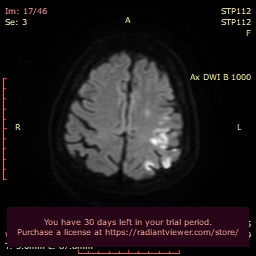 Im: 17/46
Se: 3
A
STP112
STP112
F
Ax DWI B 1000
R
L
You have 30 days left in your trial period.
Purchase a license at https://radiantviewer.com/store/